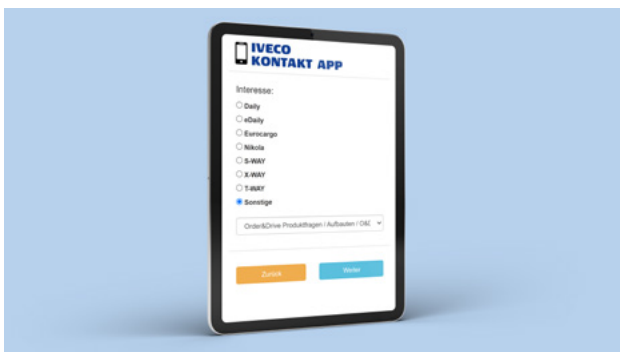 IVECO
KONTAKT APP
Interesse:
Daily
eDaily
Eurocargo
Nikola
S-WAY
X-WAY
T-WAY
Sonstige
Order&Drive Produktfragen / Aufbauten / O&D
Zurück
Weiter